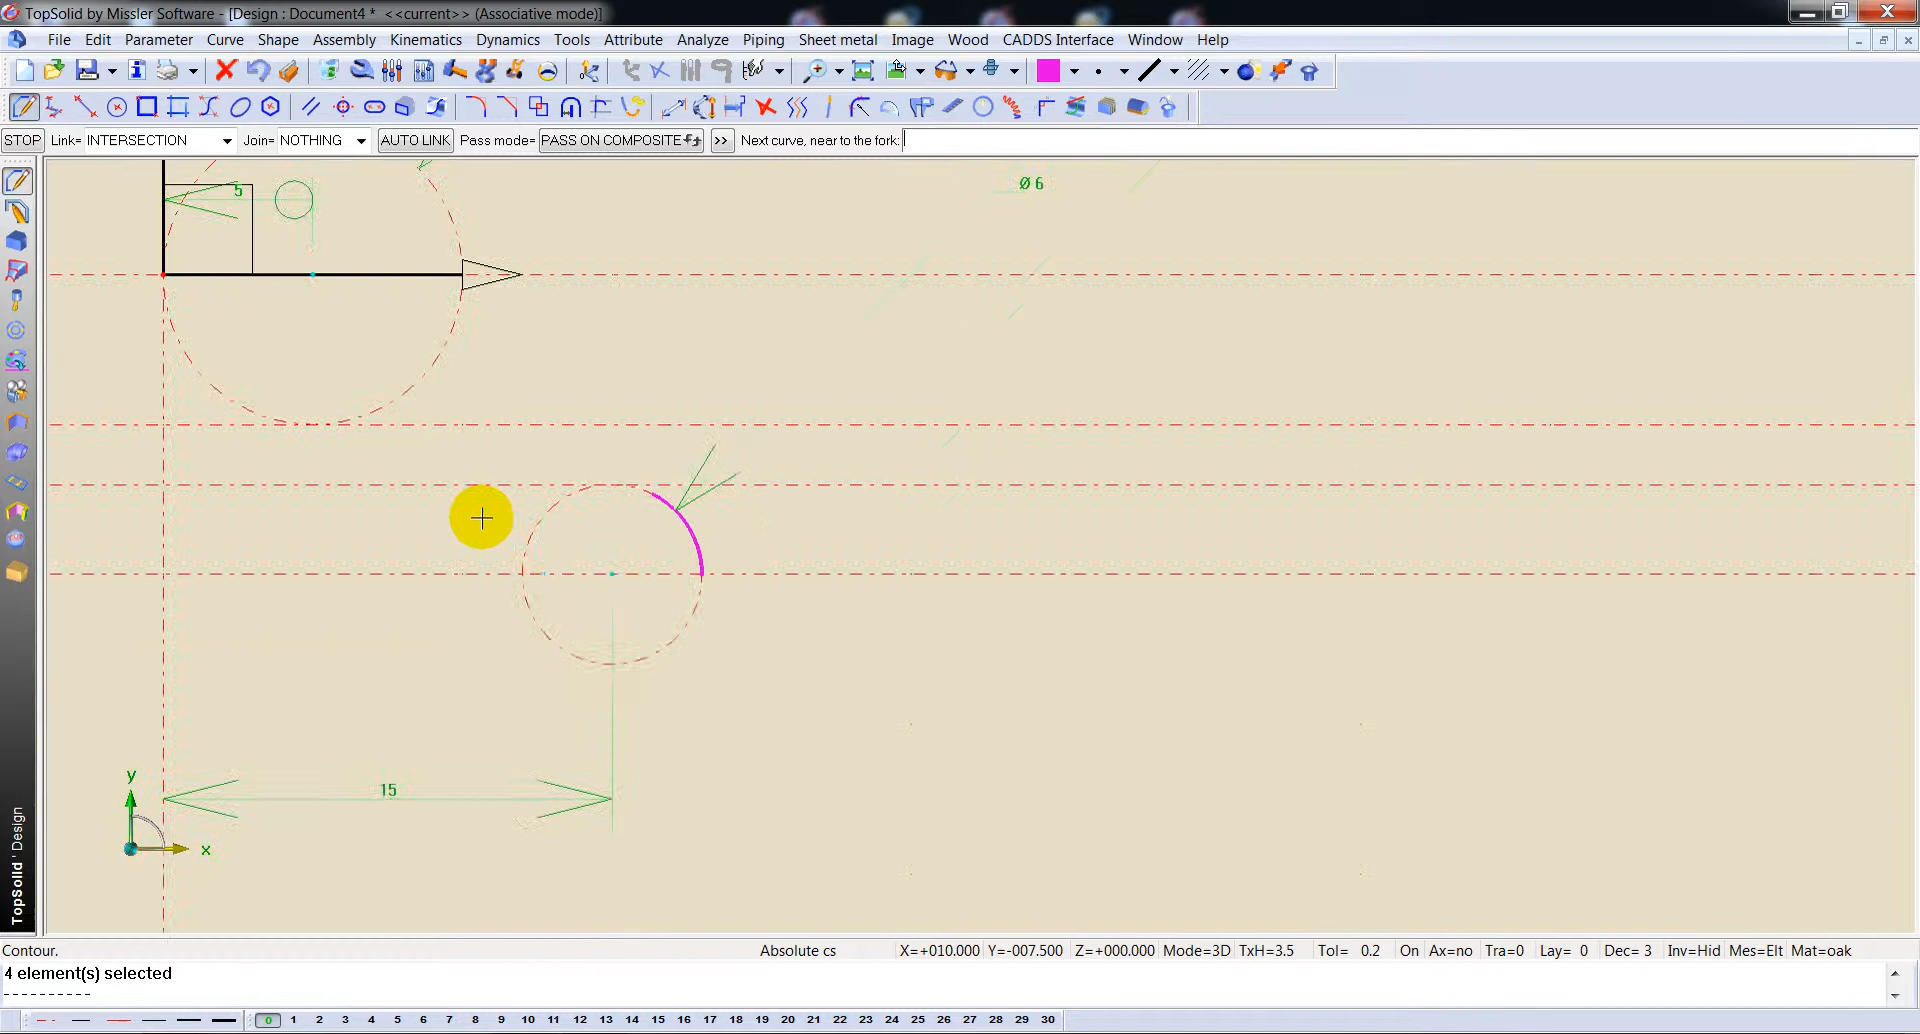 TopSolid by Missler Software - [Design : Document4 *  <<current>> (Associative mode)]
File Edit Parameter Curve Shape Assembly Kinematics Dynamics Tools Attribute Analyze Piping Sheet metal Image Wood CADDS Interface Window Help
STOP Link= INTERSECTION Join= NOTHING AUTO LINK Pass mode= PASS ON COMPOSITE >> Next curve, near to the fork:
5
Ø 6
15
y
x
TopSolid ' Design
Contour. Absolute cs X=+010.000 Y=-007.500 Z=+000.000 Mode=3D TxH=3.5 Tol= 0.2 On Ax=no Tra=0 Lay= 0 Dec= 3 Inv=Hid Mes=Elt Mat=oak
4 element(s) selected
----------
0 1 2 3 4 5 6 7 8 9 10 11 12 13 14 15 16 17 18 19 20 21 22 23 24 25 26 27 28 29 30